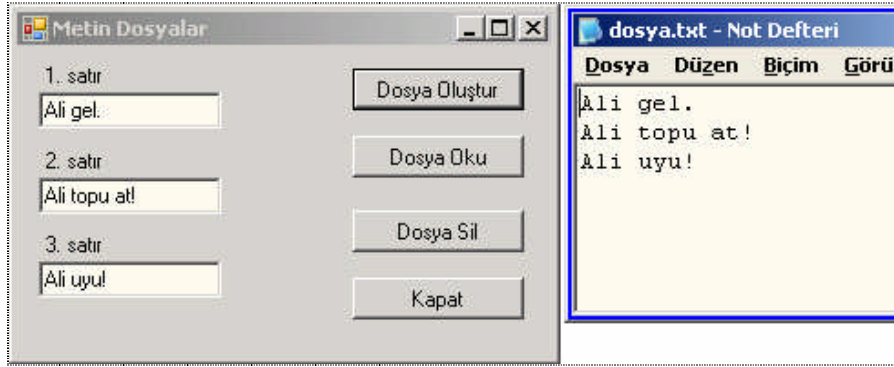 Metin Dosyalar
1. satır
Ali gel.
2. satır
Ali topu at!
3. satır
Ali uyu!
Dosya Oluştur
Dosya Oku
Dosya Sil
Kapat
dosya.txt - Not Defteri
Dosya Düzen Biçim Görü
Ali gel.
Ali topu at!
Ali uyu!